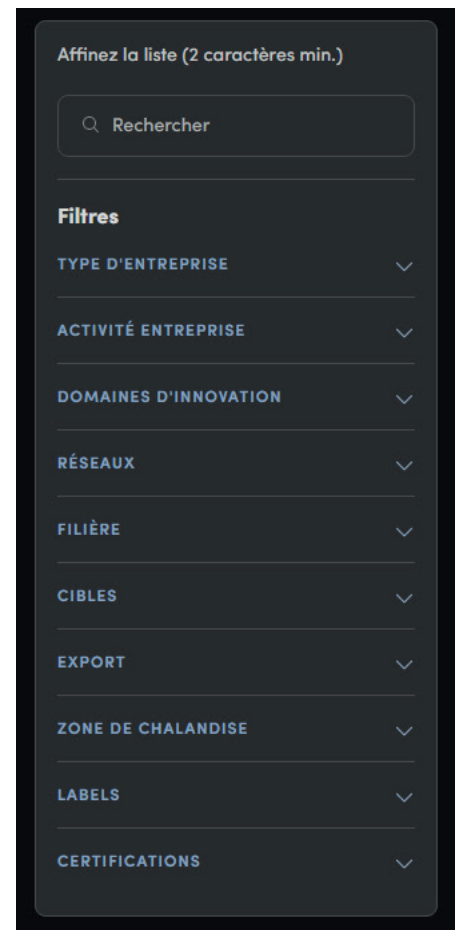 Affinez la liste (2 caractères min.)
Rechercher
Filtres
TYPE D'ENTREPRISE
ACTIVITÉ ENTREPRISE
DOMAINES D'INNOVATION
RÉSEAUX
FILIÈRE
CIBLES
EXPORT
ZONE DE CHALANDISE
LABELS
CERTIFICATIONS